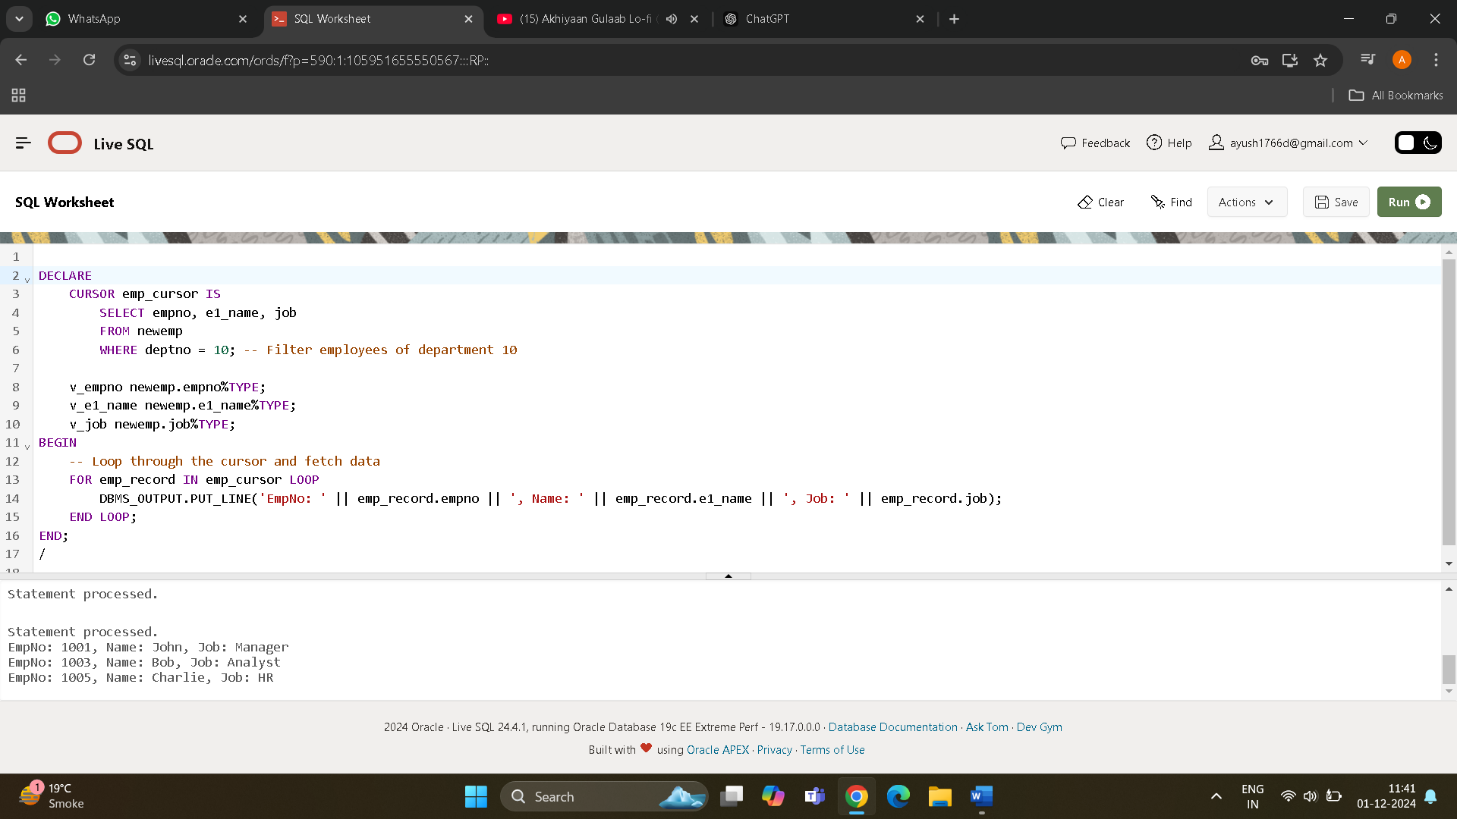 WhatsApp
SQL Worksheet
(15) Akhiyaan Gulaab Lo-fi
ChatGPT
livesql.oracle.com/ords/f?p=590:1:105951655550567:::RP::
A
All Bookmarks
Live SQL
Feedback
Help
ayush1766d@gmail.com
SQL Worksheet
Clear
Find
Actions
Save
Run
1
2 DECLARE
3 CURSOR emp_cursor IS
4 SELECT empno, e1_name, job
5 FROM newemp
6 WHERE deptno = 10; -- Filter employees of department 10
7
8 v_empno newemp.empno%TYPE;
9 v_e1_name newemp.e1_name%TYPE;
10 v_job newemp.job%TYPE;
11 BEGIN
12 -- Loop through the cursor and fetch data
13 FOR emp_record IN emp_cursor LOOP
14 DBMS_OUTPUT.PUT_LINE('EmpNo: ' || emp_record.empno || ', Name: ' || emp_record.e1_name || ', Job: ' || emp_record.job);
15 END LOOP;
16 END;
17 /
18
Statement processed.
Statement processed.
EmpNo: 1001, Name: John, Job: Manager
EmpNo: 1003, Name: Bob, Job: Analyst
EmpNo: 1005, Name: Charlie, Job: HR
2024 Oracle · Live SQL 24.4.1, running Oracle Database 19c EE Extreme Perf - 19.17.0.0.0 · Database Documentation · Ask Tom · Dev Gym
Built with ❤ using Oracle APEX · Privacy · Terms of Use
1
19°C
Smoke
Search
ENG
IN
11:41
01-12-2024